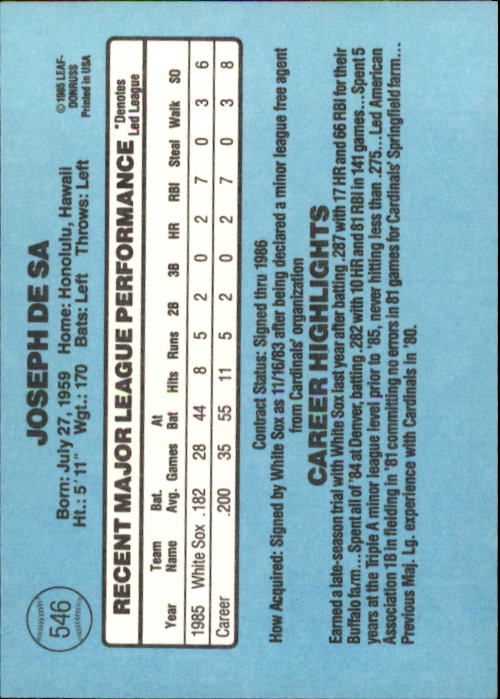 546
JOSEPH DE SA
Born: July 27, 1959 Home: Honolulu, Hawaii
Ht.: 5' 11" Wgt.: 170 Bats: Left Throws: Left
© 1985 LEAF-
DONRUSS
Printed in USA
RECENT MAJOR LEAGUE PERFORMANCE
*Denotes
Led League
Year Team Name Bat. Avg. Games At Bat Hits Runs 2B 3B HR RBI Steal Walk SO
1985 White Sox .182 28 44 8 5 2 0 2 7 0 3 6
Career .200 35 55 11 5 2 0 2 7 0 3 8
Contract Status: Signed thru 1986
How Acquired: Signed by White Sox as 11/16/83 after being declared a minor league free agent
from Cardinals' organization
CAREER HIGHLIGHTS
Earned a late-season trial with White Sox last year after batting .287 with 17 HR and 66 RBI for their
Buffalo farm...Spent all of '84 at Denver, batting .282 with 10 HR and 81 RBI in 141 games...Spent 5
years at the Triple A minor league level prior to '85, never hitting less than .275...Led American
Association 1B in fielding in '81 committing no errors in 81 games for Cardinals' Springfield farm...
Previous Maj. Lg. experience with Cardinals in '80.